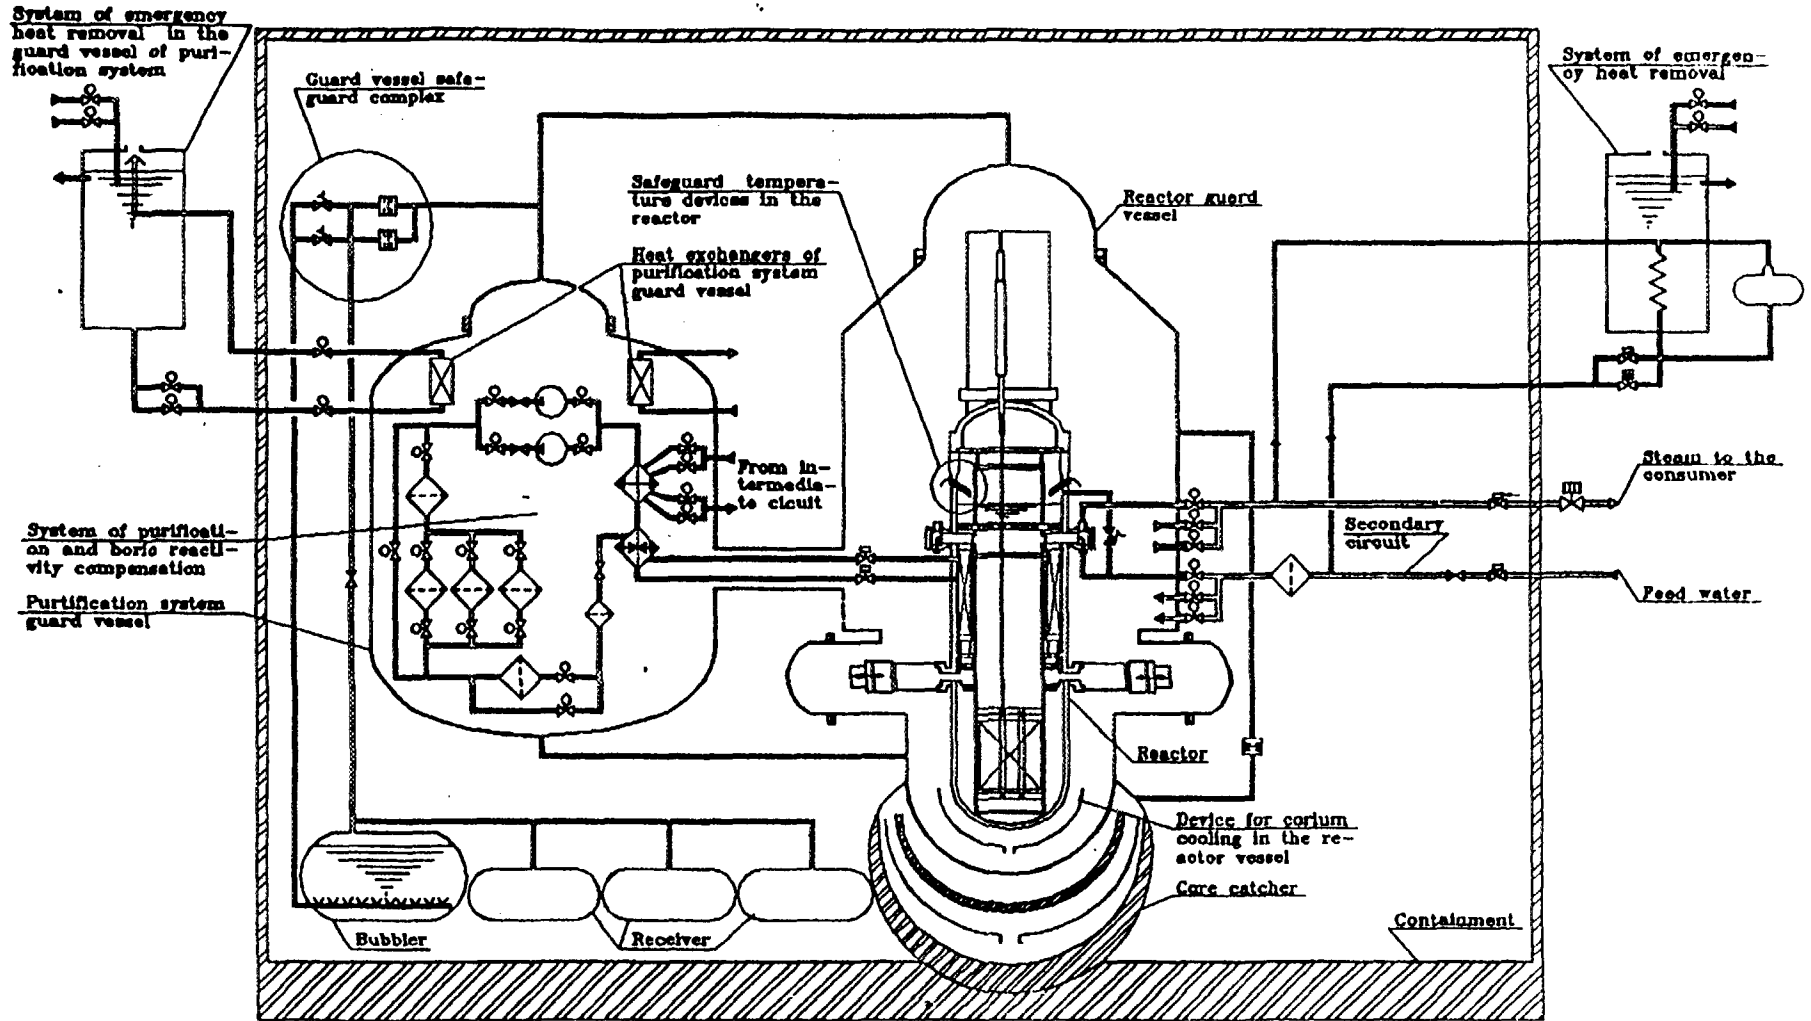 System of emergency
heat removal in the
guard vessel of puri-
fication system
Guard vessel safe-
guard complex
Safeguard tempera-
ture devices in the
reactor
Heat exchangers of
purification system
guard vessel
Reactor guard
vessel
System of emergen-
cy heat removal
From in-
termedia-
te cicuit
Steam to the
consumer
Secondary
circuit
Feed water
System of purificati-
on and boric reacti-
vity compensation
Purtification system
guard vessel
Reactor
Device for corium
cooling in the re-
actor vessel
Core catcher
Containment
Bubbler
Receiver